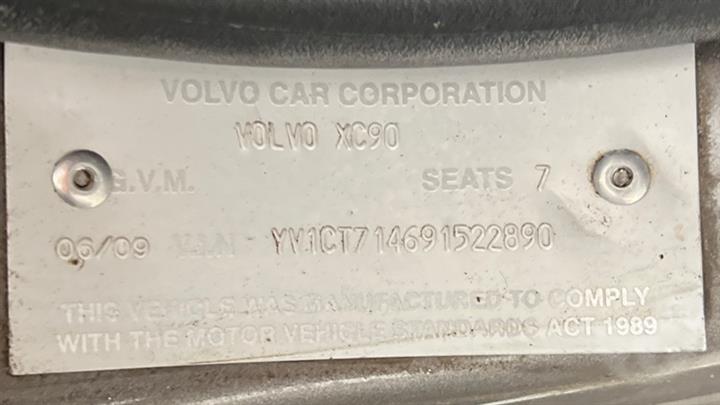 VOLVO CAR CORPORATION
VOLVO XC90
G.V.M. SEATS 7
06/09 V.I.N YV1CT714691522890
THIS VEHICLE WAS MANUFACTURED TO COMPLY
WITH THE MOTOR VEHICLE STANDARDS ACT 1989